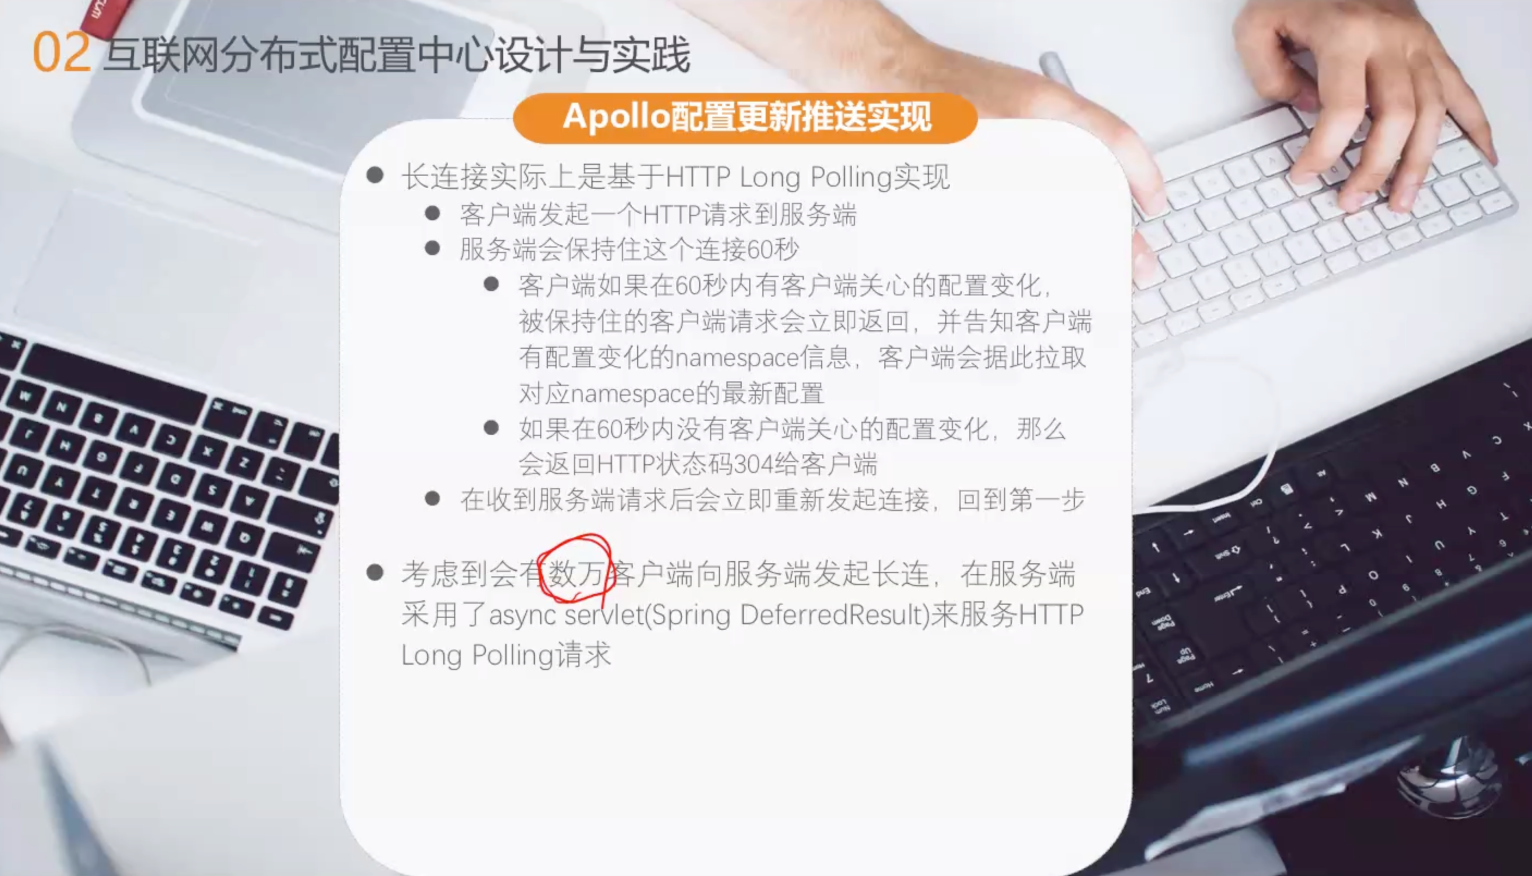 02 互联网分布式配置中心设计与实践
Apollo配置更新推送实现
● 长连接实际上是基于HTTP Long Polling实现
● 客户端发起一个HTTP请求到服务端
● 服务端会保持住这个连接60秒
● 客户端如果在60秒内有客户端关心的配置变化，
被保持住的客户端请求会立即返回，并告知客户端
有配置变化的namespace信息，客户端会据此拉取
对应namespace的最新配置
● 如果在60秒内没有客户端关心的配置变化，那么
会返回HTTP状态码304给客户端
● 在收到服务端请求后会立即重新发起连接，回到第一步
● 考虑到会有数万客户端向服务端发起长连，在服务端
采用了async servlet(Spring DeferredResult)来服务HTTP
Long Polling请求